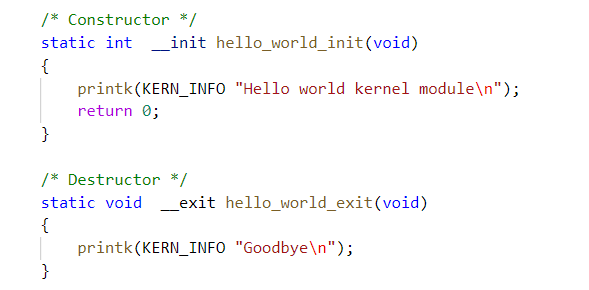 /* Constructor */
static int  __init hello_world_init(void)
{
    printk(KERN_INFO "Hello world kernel module\n");
    return 0;
}

/* Destructor */
static void  __exit hello_world_exit(void)
{
    printk(KERN_INFO "Goodbye\n");
}